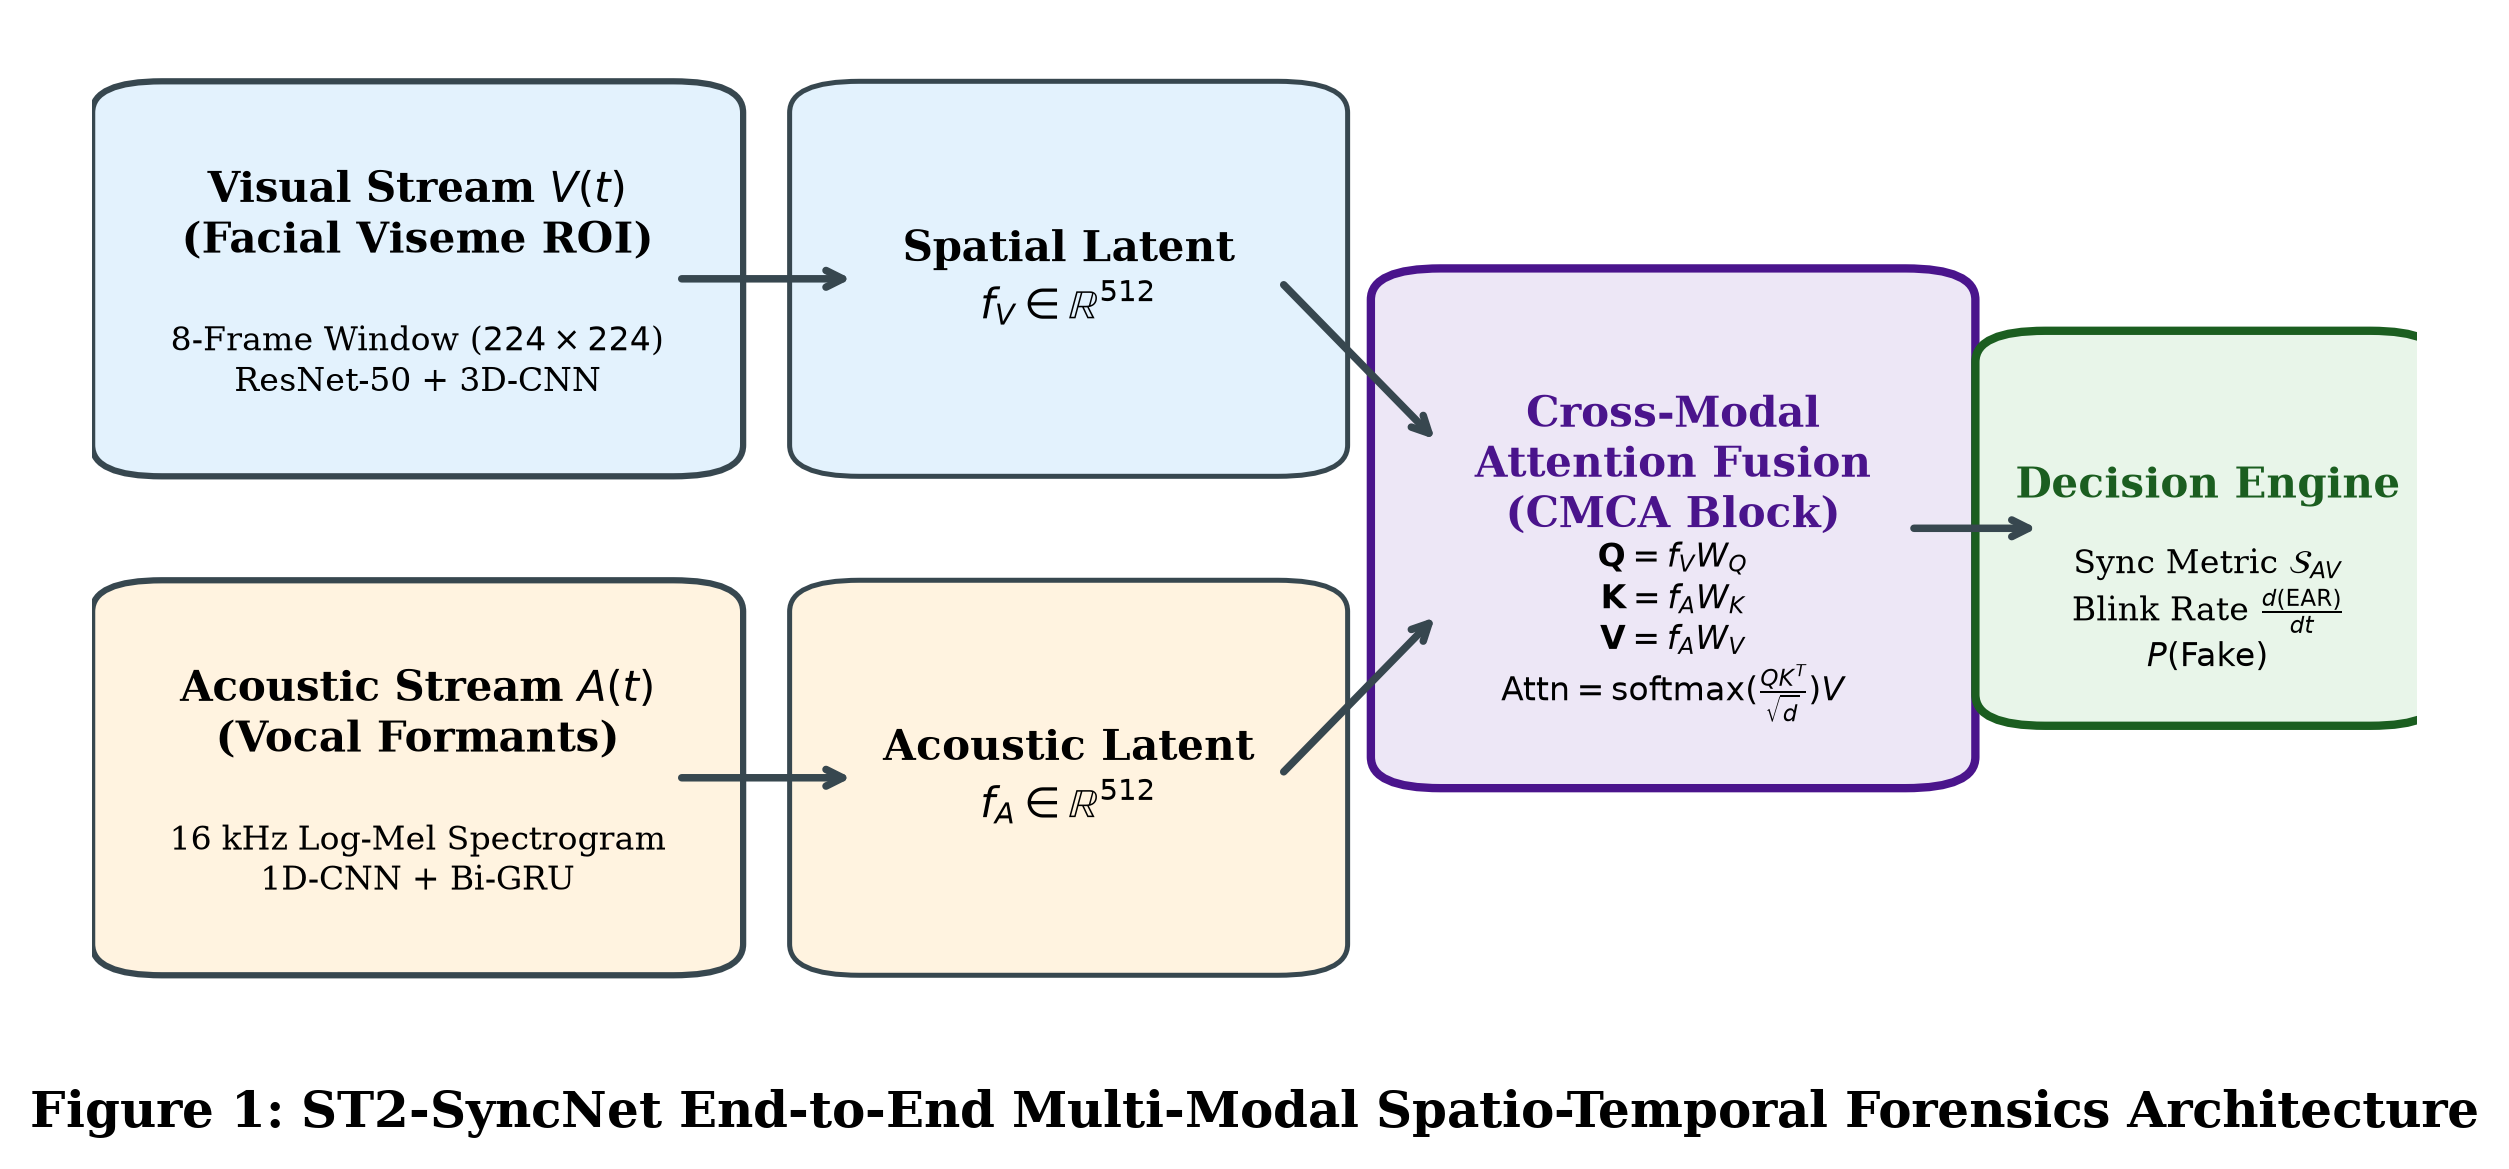 Visual Stream V(t)
(Facial Viseme ROI)
8-Frame Window (224 × 224)
ResNet-50 + 3D-CNN
Spatial Latent
f_V ∈ ℝ^512
Acoustic Stream A(t)
(Vocal Formants)
16 kHz Log-Mel Spectrogram
1D-CNN + Bi-GRU
Acoustic Latent
f_A ∈ ℝ^512
Cross-Modal
Attention Fusion
(CMCA Block)
Q = f_V W_Q
K = f_A W_K
V = f_A W_V
Attn = softmax(QK^T/√d)V
Decision Engine
Sync Metric 𝒮_AV
Blink Rate d(EAR)/dt
P(Fake)
Figure 1: ST2-SyncNet End-to-End Multi-Modal Spatio-Temporal Forensics Architecture